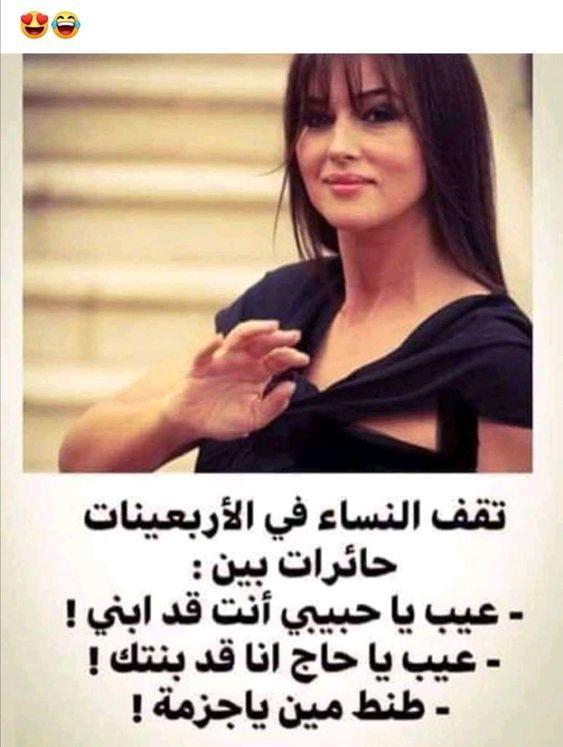 تقف النساء في الأربعينات
حائرات بين :
- عيب يا حبيبي أنت قد ابني !
- عيب يا حاج انا قد بنتك !
- طنط مين ياجزمة !